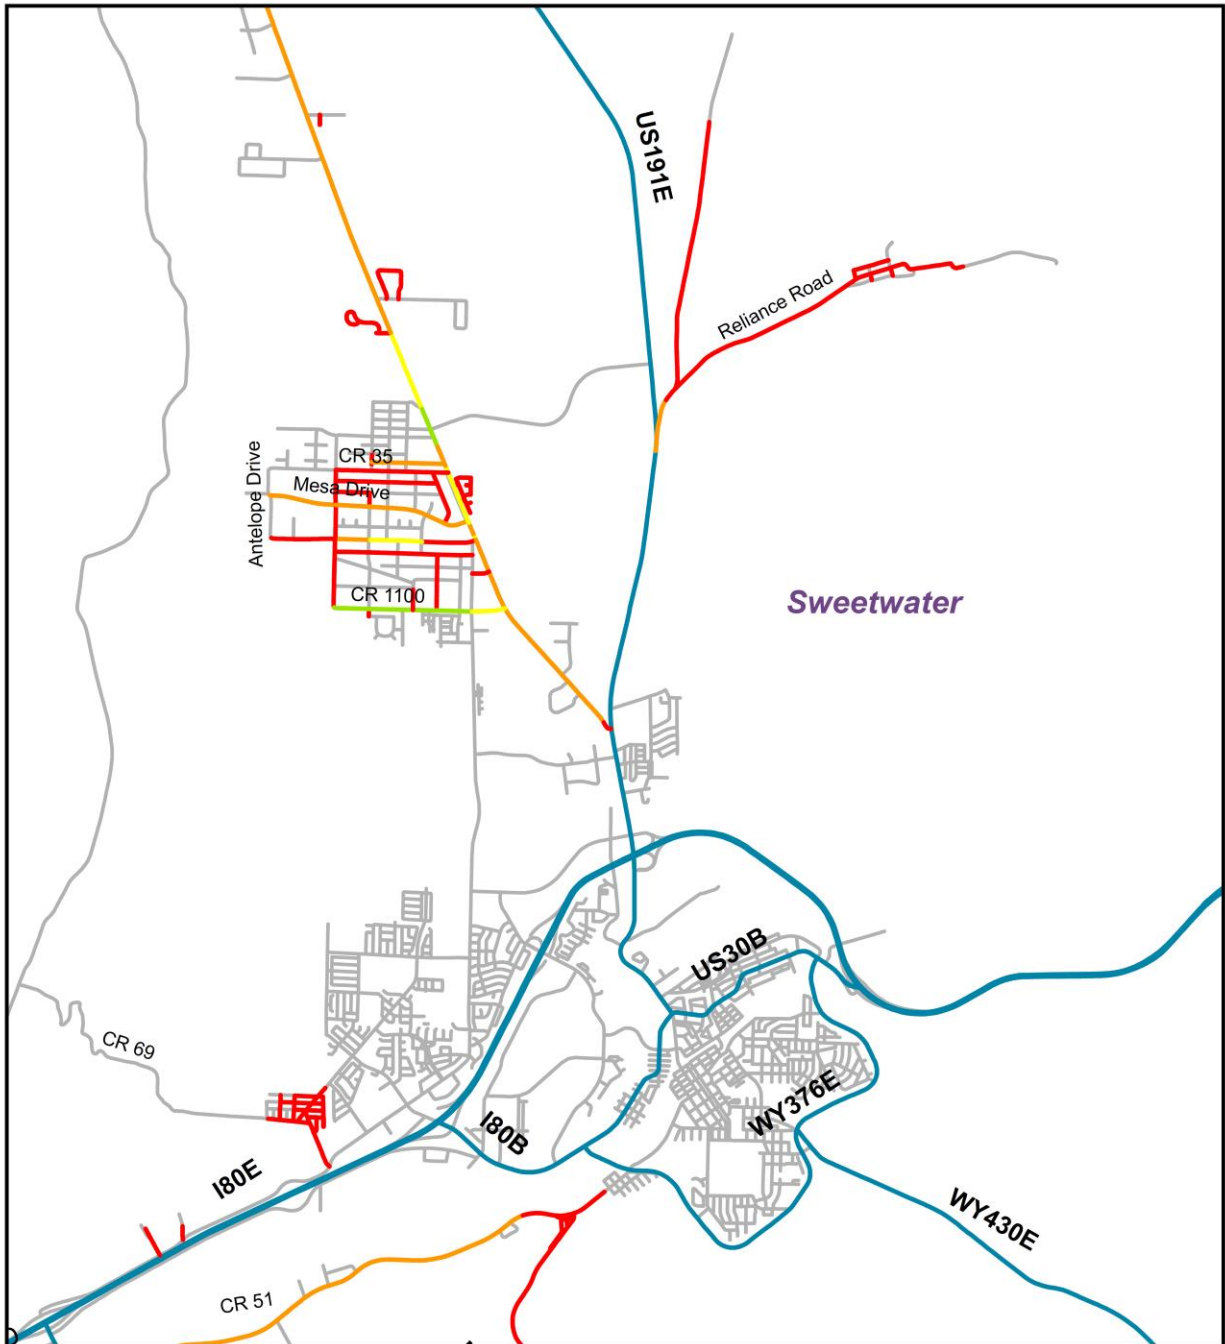 US191E
Reliance Road
CR 35
Mesa Drive
Antelope Drive
Sweetwater
CR 1100
US30B
CR 69
WY376E
I80B
I80E
WY430E
CR 51